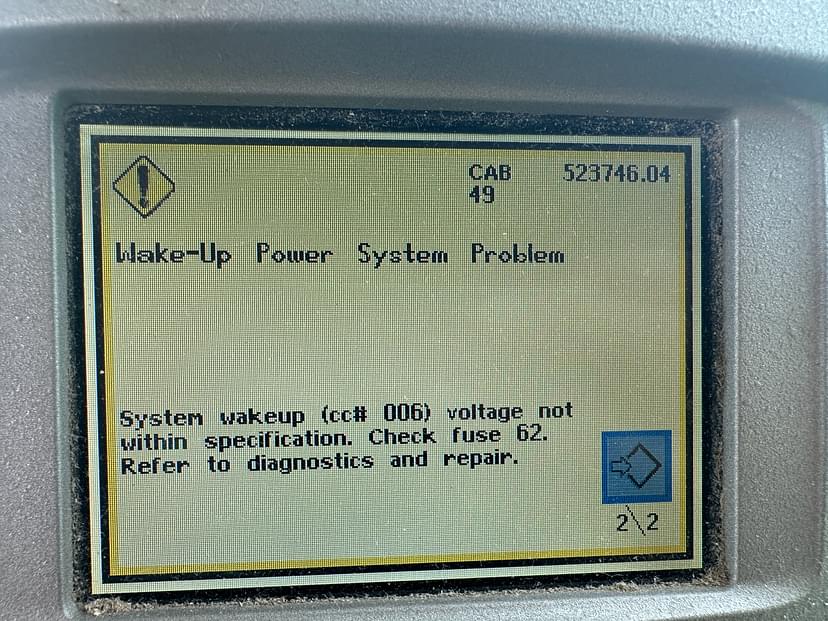 CAB 523746.04
49
Wake-Up Power System Problem
System wakeup (cc# 006) voltage not
within specification. Check fuse 62.
Refer to diagnostics and repair.
2\2